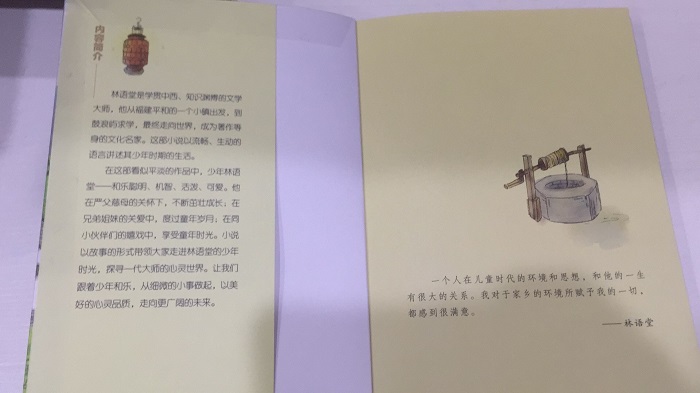 内容简介
林语堂是学贯中西、知识渊博的文学
大师，他从福建平和的一个小镇出发，到
鼓浪屿求学，最终走向世界，成为著作等
身的文化名家。这部小说以流畅、生动的
语言讲述其少年时期的生活。
在这部看似平淡的作品中，少年林语
堂——和乐聪明、机智、活泼、可爱。他
在严父慈母的关怀下，不断茁壮成长；在
兄弟姐妹的关爱中，度过童年岁月；在同
小伙伴们的嬉戏中，享受童年时光。小说
以故事的形式带领大家走进林语堂的少年
时光，探寻一代大师的心灵世界。让我们
跟着少年和乐，从细微的小事做起，以美
好的心灵品质，走向更广阔的未来。
一个人在儿童时代的环境和思想，和他的一生
有很大的关系。我对于家乡的环境所赋予我的一切，
都感到很满意。
——林语堂